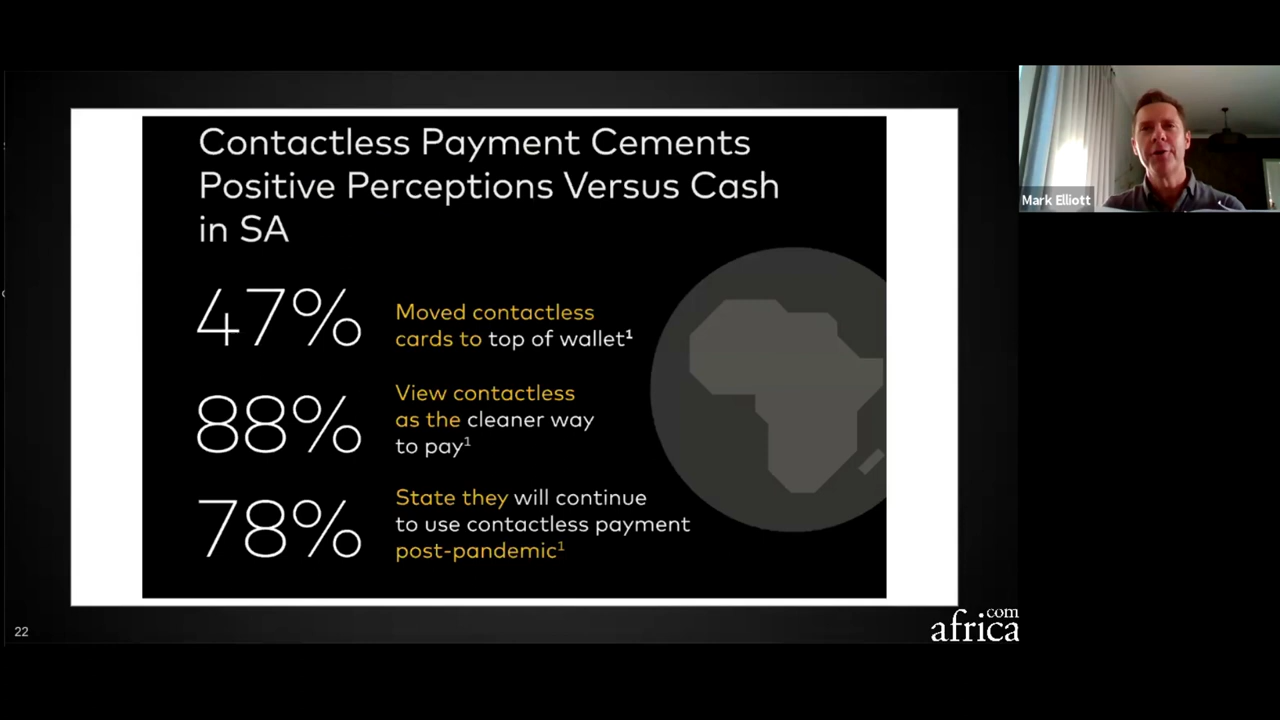 Contactless Payment Cements
Positive Perceptions Versus Cash
in SA
47%
Moved contactless
cards to top of wallet¹
88%
View contactless
as the cleaner way
to pay¹
78%
State they will continue
to use contactless payment
post-pandemic¹
22
africa.com
Mark Elliott